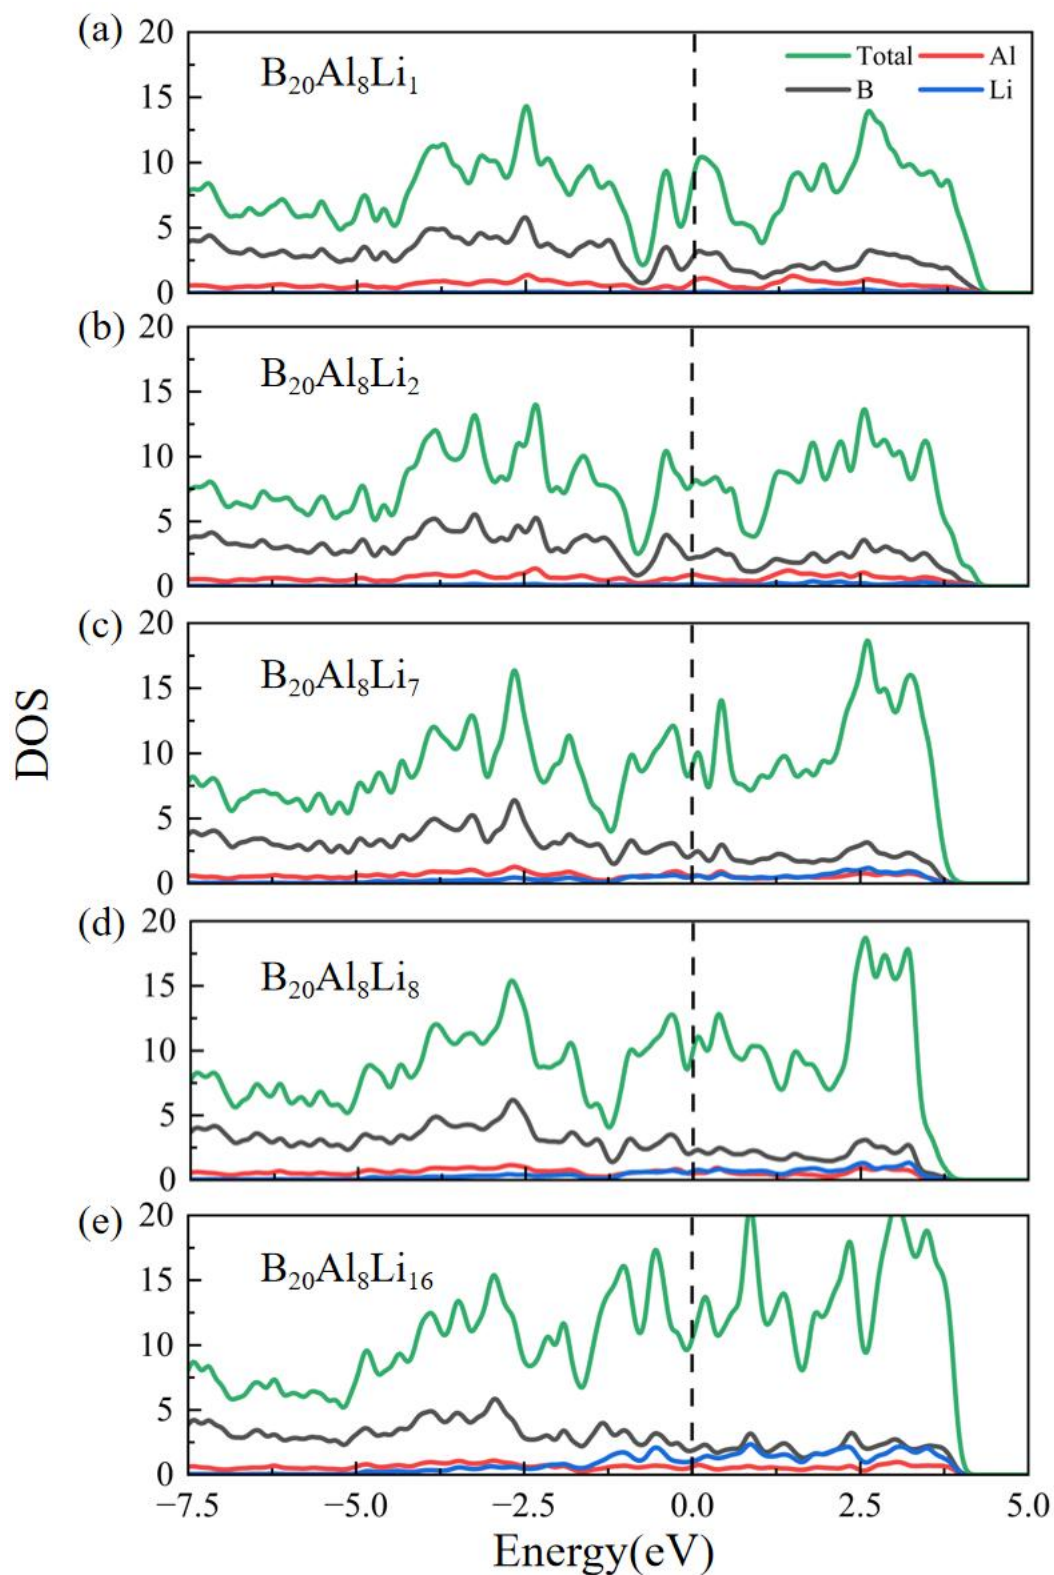 (a) 20
B₂₀Al₈Li₁
Total Al
B Li
15
10
5
0
(b) 20
B₂₀Al₈Li₂
15
10
5
0
(c) 20
B₂₀Al₈Li₇
15
10
5
0
DOS
(d) 20
B₂₀Al₈Li₈
15
10
5
0
(e) 20
B₂₀Al₈Li₁₆
15
10
5
0
−7.5 −5.0 −2.5 0.0 2.5 5.0
Energy(eV)